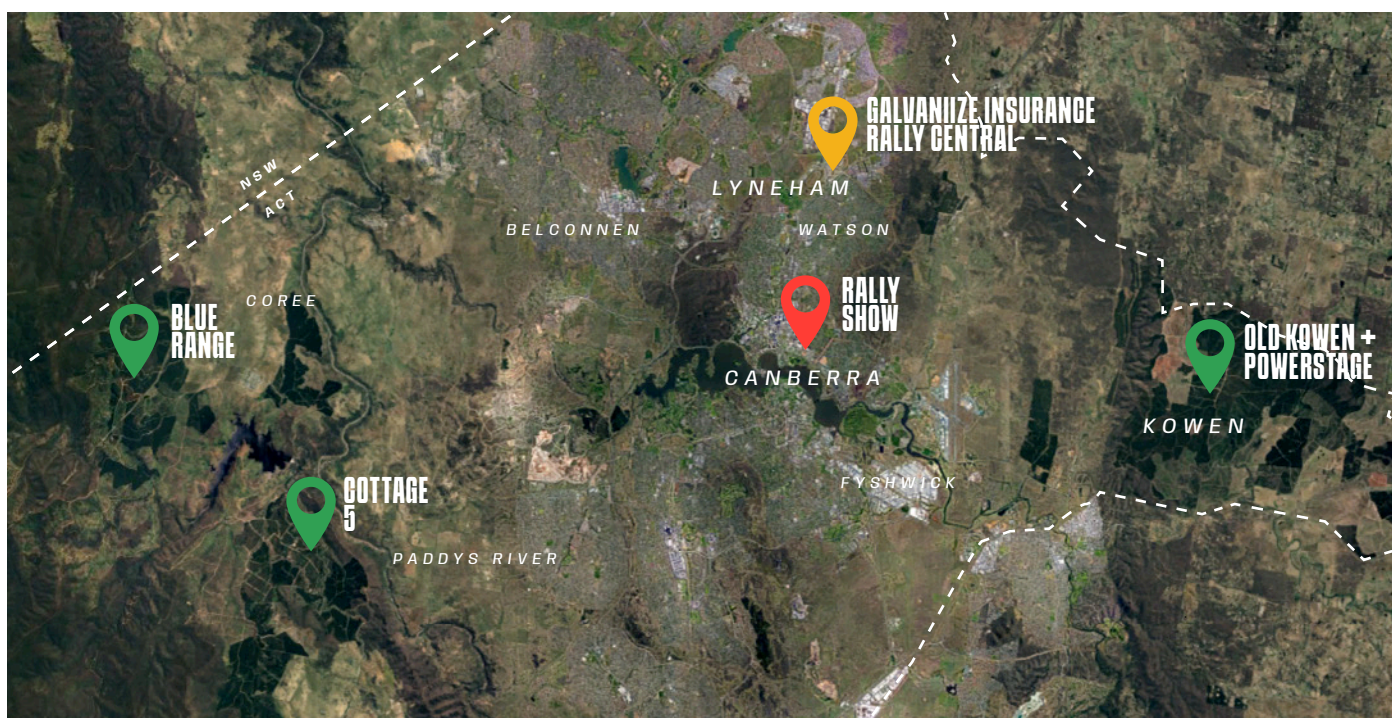 GALVANIIZE INSURANCE
RALLY CENTRAL
NSW
ACT
LYNEHAM
BELCONNEN
WATSON
COREE
BLUE
RANGE
RALLY
SHOW
OLD KOWEN +
POWERSTAGE
CANBERRA
KOWEN
COTTAGE
5
FYSHWICK
PADDYS RIVER